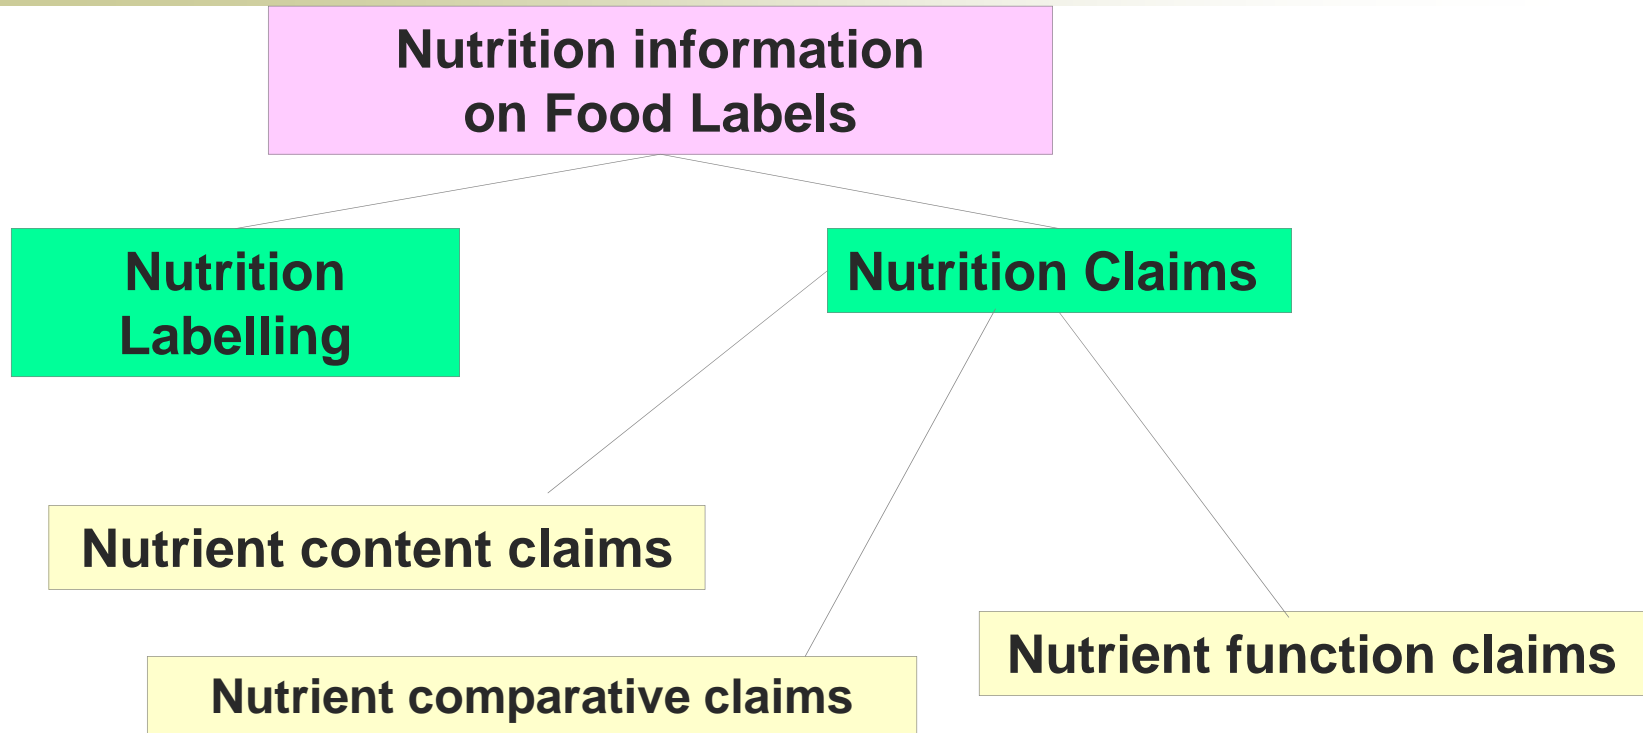 Nutrition information
on Food Labels
Nutrition
Labelling
Nutrition Claims
Nutrient content claims
Nutrient function claims
Nutrient comparative claims